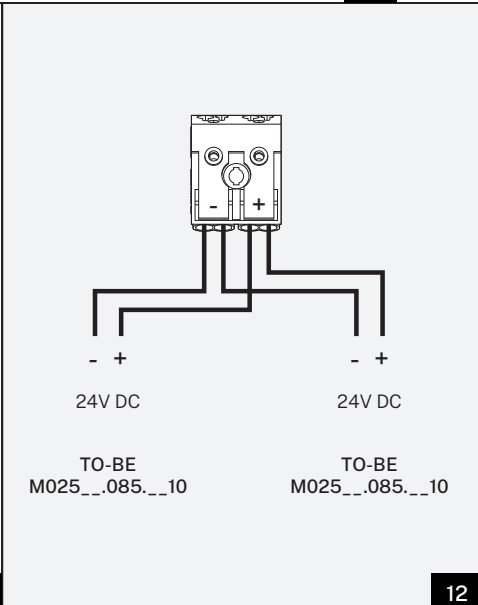 - +
- + - +
24V DC 24V DC
TO-BE TO-BE
M025__.085.__10 M025__.085.__10
12